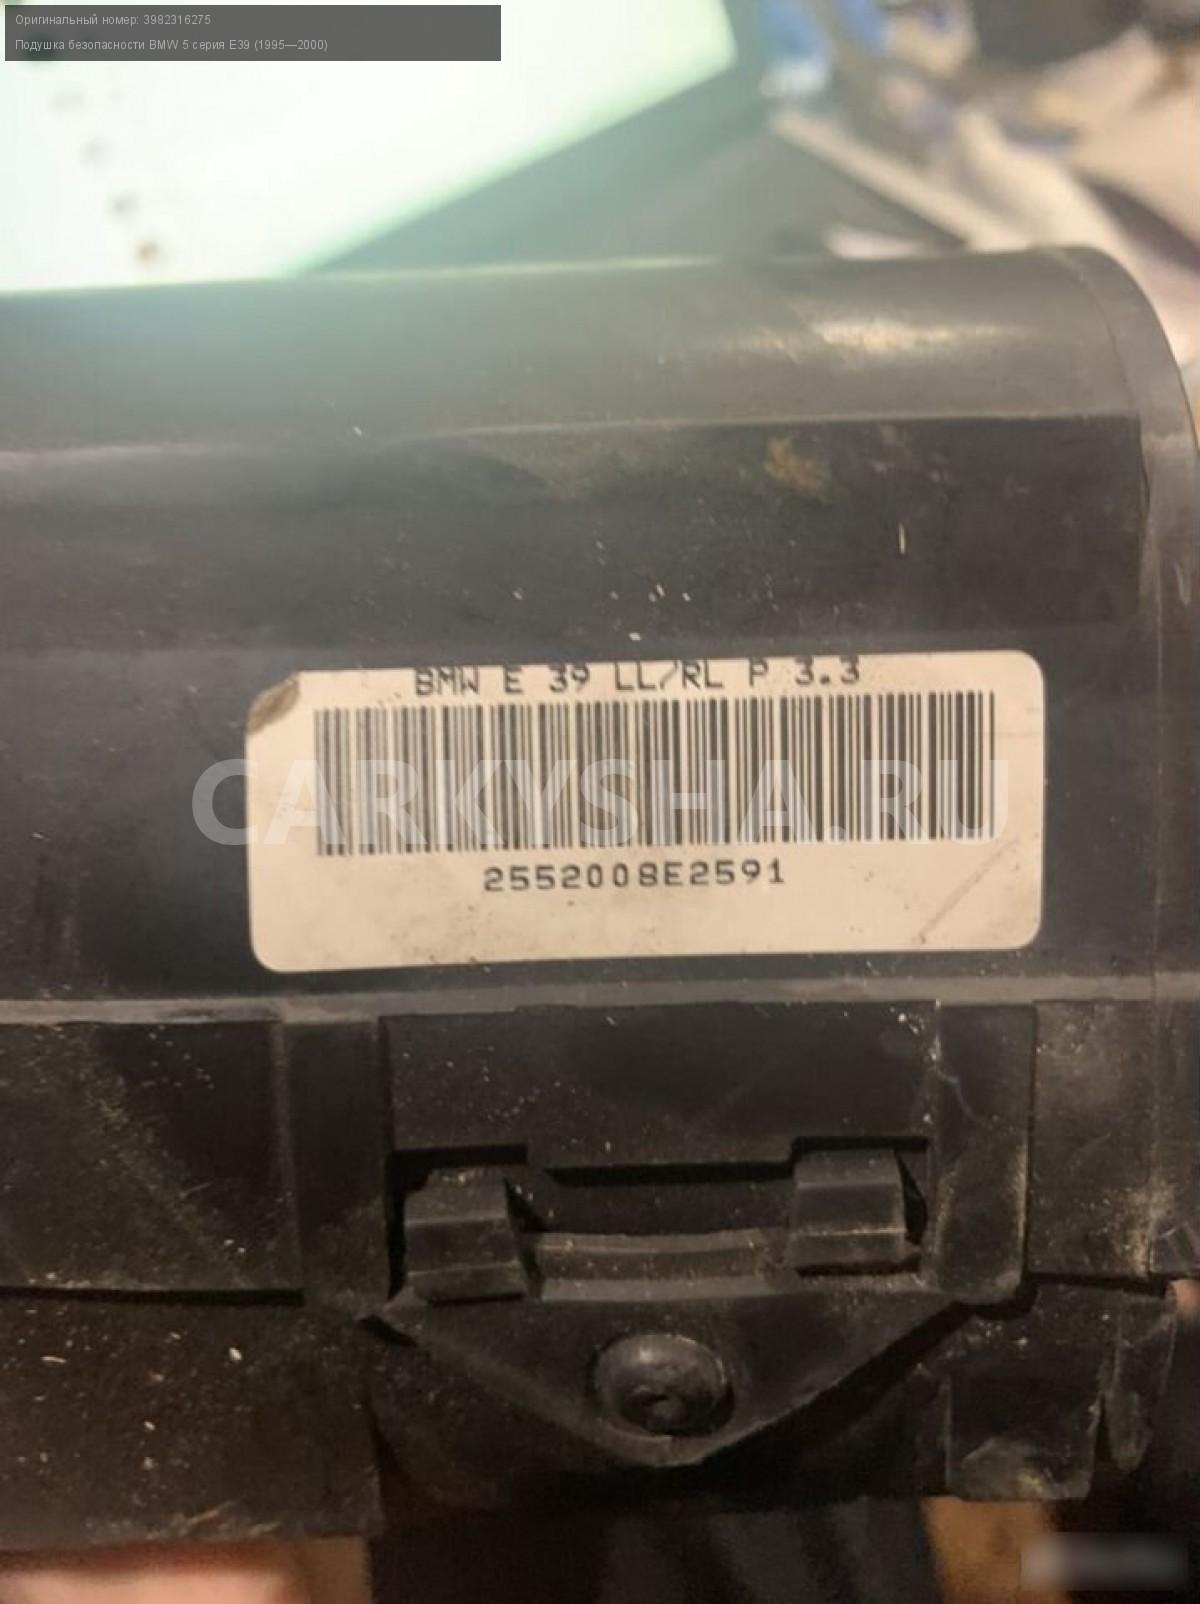 Оригинальный номер: 3982316275
Подушка безопасности BMW 5 серия E39 (1995—2000)
BMW E 39 LL/RL P 3.3
CARKYSHA.RU
2552008E2591